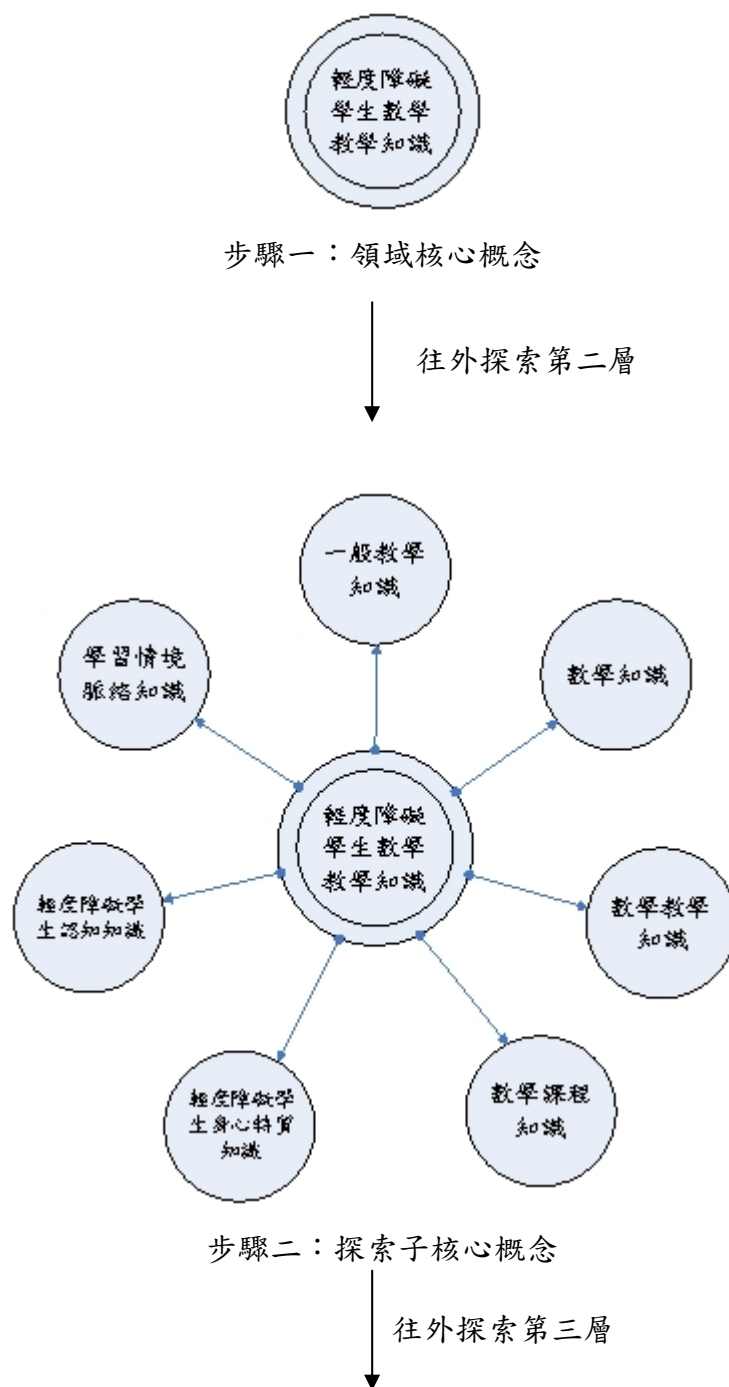 輕度障礙
學生數學
教學知識
步驟一：領域核心概念
往外探索第二層
一般教學
知識
學習情境
脈絡知識
數學知識
輕度障礙
學生數學
教學知識
輕度障礙學
生認知知識
數學教學
知識
輕度障礙學
生身心特質
知識
數學課程
知識
步驟二：探索子核心概念
往外探索第三層